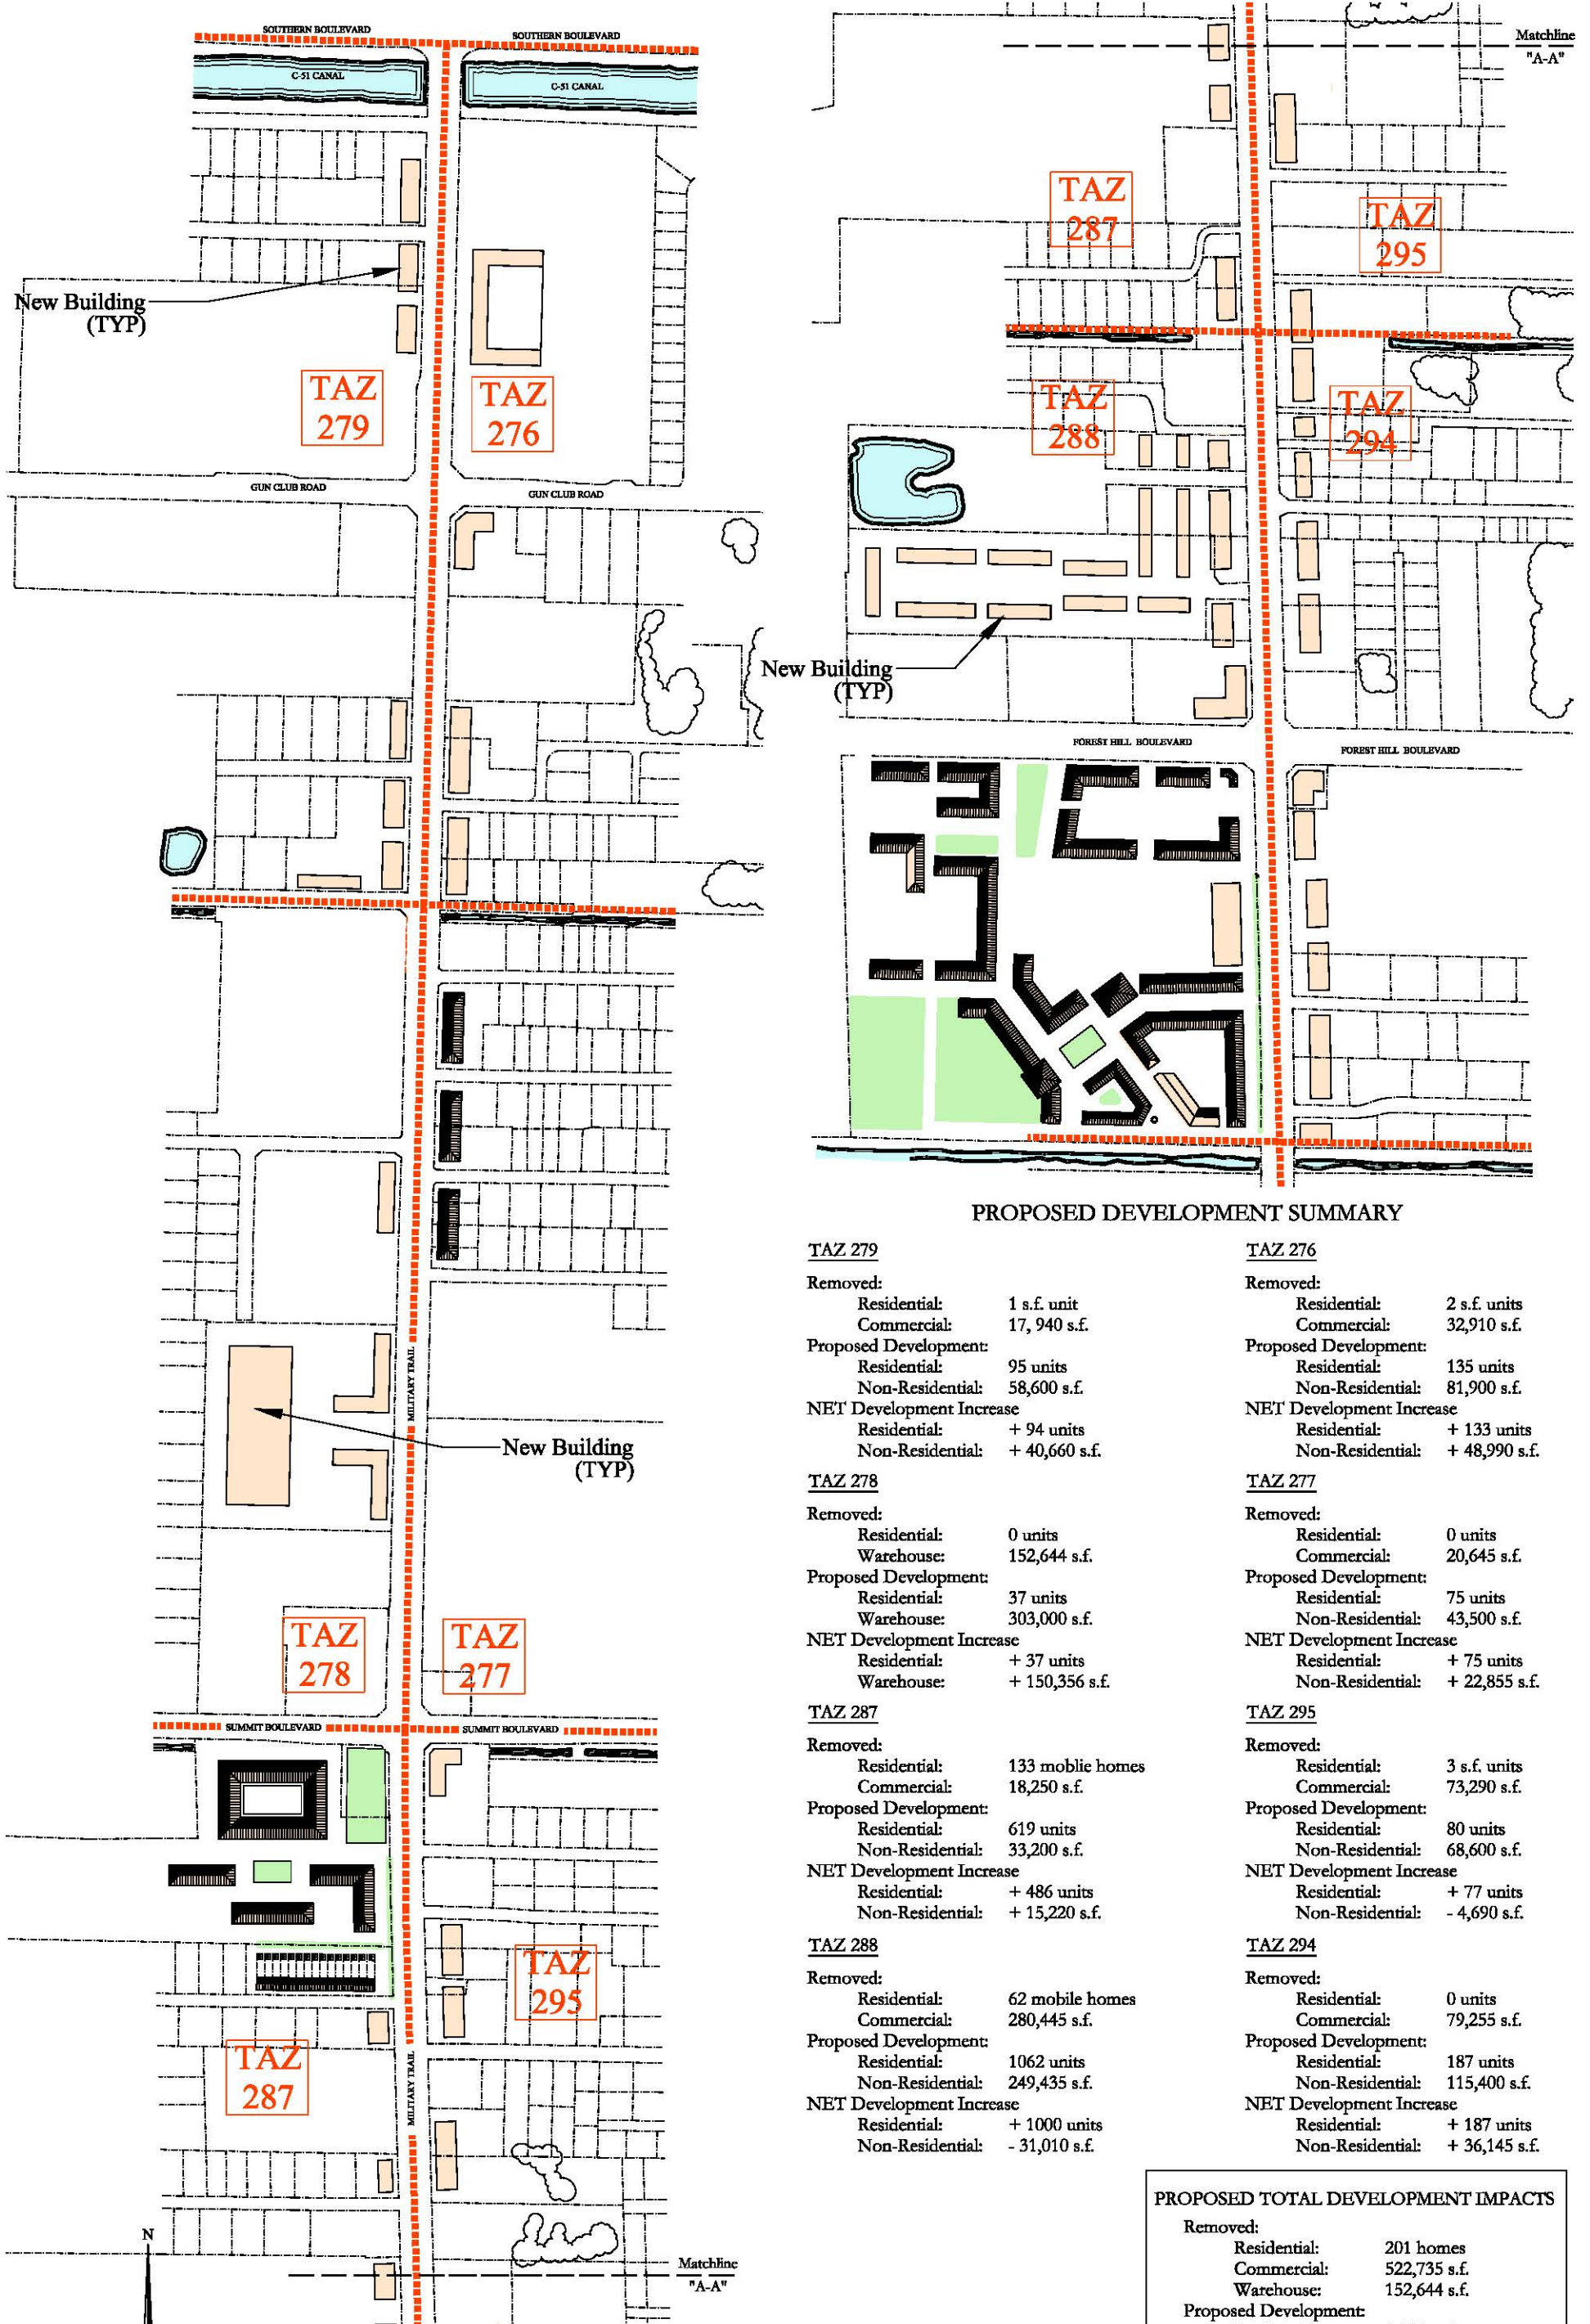 SOUTHERN BOULEVARD
SOUTHERN BOULEVARD
C-51 CANAL
C-51 CANAL
New Building
(TYP)
TAZ
279
TAZ
276
GUN CLUB ROAD
GUN CLUB ROAD
MILITARY TRAIL
New Building
(TYP)
TAZ
278
TAZ
277
SUMMIT BOULEVARD
SUMMIT BOULEVARD
TAZ
295
TAZ
287
MILITARY TRAIL
N
Matchline
"A-A"
Matchline
"A-A"
TAZ
287
TAZ
295
TAZ
288
TAZ
294
New Building
(TYP)
FOREST HILL BOULEVARD
FOREST HILL BOULEVARD
PROPOSED DEVELOPMENT SUMMARY
TAZ 279
Removed:
Residential: 1 s.f. unit
Commercial: 17, 940 s.f.
Proposed Development:
Residential: 95 units
Non-Residential: 58,600 s.f.
NET Development Increase
Residential: + 94 units
Non-Residential: + 40,660 s.f.
TAZ 276
Removed:
Residential: 2 s.f. units
Commercial: 32,910 s.f.
Proposed Development:
Residential: 135 units
Non-Residential: 81,900 s.f.
NET Development Increase
Residential: + 133 units
Non-Residential: + 48,990 s.f.
TAZ 278
Removed:
Residential: 0 units
Warehouse: 152,644 s.f.
Proposed Development:
Residential: 37 units
Warehouse: 303,000 s.f.
NET Development Increase
Residential: + 37 units
Warehouse: + 150,356 s.f.
TAZ 277
Removed:
Residential: 0 units
Commercial: 20,645 s.f.
Proposed Development:
Residential: 75 units
Non-Residential: 43,500 s.f.
NET Development Increase
Residential: + 75 units
Non-Residential: + 22,855 s.f.
TAZ 287
Removed:
Residential: 133 moblie homes
Commercial: 18,250 s.f.
Proposed Development:
Residential: 619 units
Non-Residential: 33,200 s.f.
NET Development Increase
Residential: + 486 units
Non-Residential: + 15,220 s.f.
TAZ 295
Removed:
Residential: 3 s.f. units
Commercial: 73,290 s.f.
Proposed Development:
Residential: 80 units
Non-Residential: 68,600 s.f.
NET Development Increase
Residential: + 77 units
Non-Residential: - 4,690 s.f.
TAZ 288
Removed:
Residential: 62 mobile homes
Commercial: 280,445 s.f.
Proposed Development:
Residential: 1062 units
Non-Residential: 249,435 s.f.
NET Development Increase
Residential: + 1000 units
Non-Residential: - 31,010 s.f.
TAZ 294
Removed:
Residential: 0 units
Commercial: 79,255 s.f.
Proposed Development:
Residential: 187 units
Non-Residential: 115,400 s.f.
NET Development Increase
Residential: + 187 units
Non-Residential: + 36,145 s.f.
PROPOSED TOTAL DEVELOPMENT IMPACTS
Removed:
Residential: 201 homes
Commercial: 522,735 s.f.
Warehouse: 152,644 s.f.
Proposed Development: